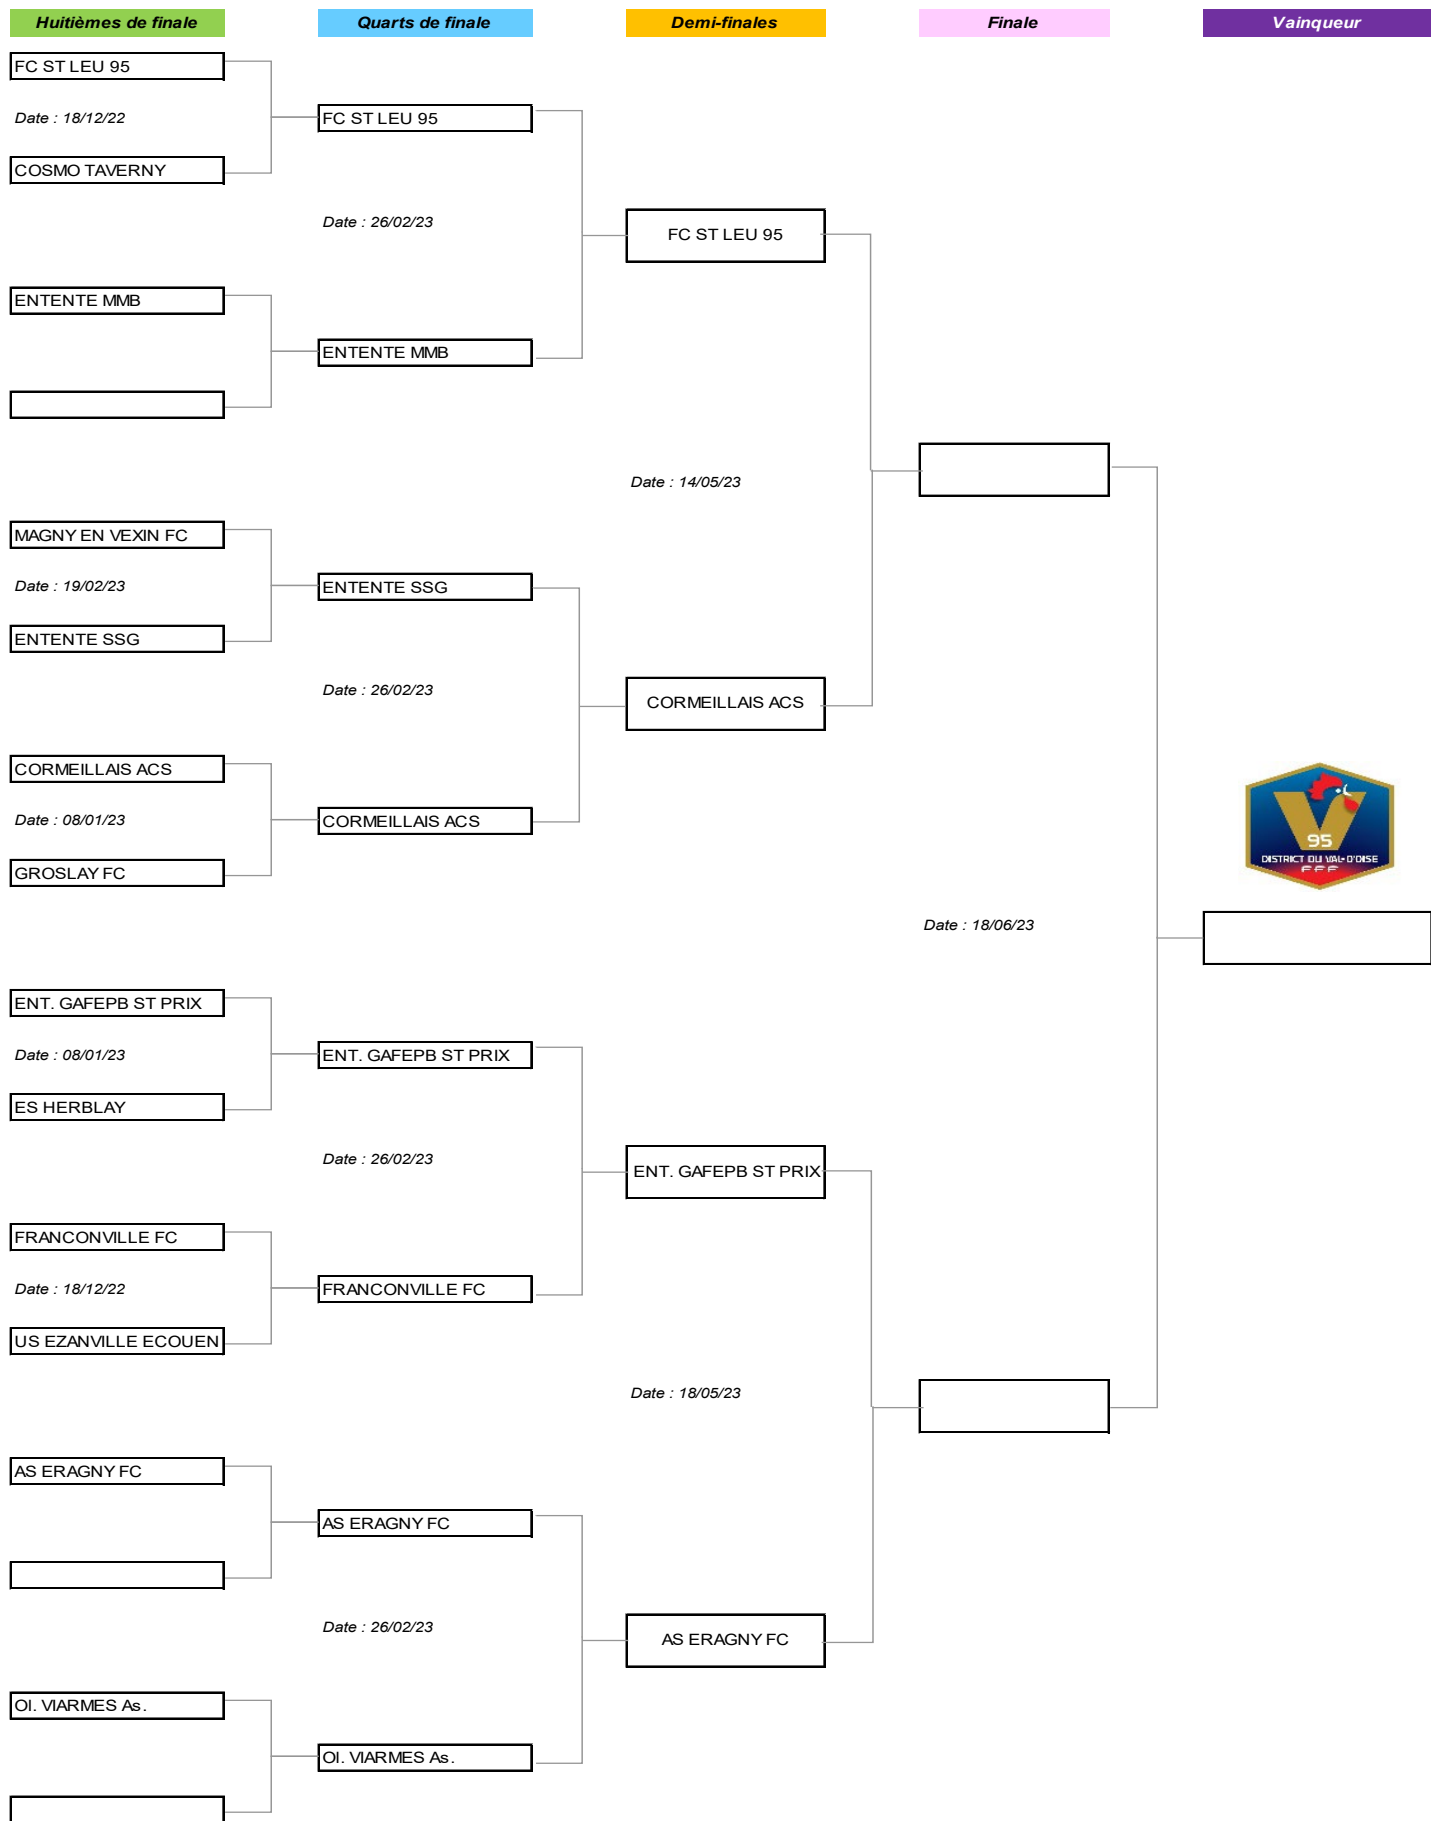 Huitièmes de finale
Quarts de finale
Demi-finales
Finale
Vainqueur
FC ST LEU 95
Date : 18/12/22
FC ST LEU 95
COSMO TAVERNY
Date : 26/02/23
FC ST LEU 95
ENTENTE MMB
ENTENTE MMB
Date : 14/05/23
MAGNY EN VEXIN FC
Date : 19/02/23
ENTENTE SSG
ENTENTE SSG
Date : 26/02/23
CORMEILLAIS ACS
CORMEILLAIS ACS
Date : 08/01/23
CORMEILLAIS ACS
GROSLAY FC
95
DISTRICT DU VAL-D'OISE
FFF
Date : 18/06/23
ENT. GAFEPB ST PRIX
Date : 08/01/23
ENT. GAFEPB ST PRIX
ES HERBLAY
Date : 26/02/23
ENT. GAFEPB ST PRIX
FRANCONVILLE FC
Date : 18/12/22
FRANCONVILLE FC
US EZANVILLE ECOUEN
Date : 18/05/23
AS ERAGNY FC
AS ERAGNY FC
Date : 26/02/23
AS ERAGNY FC
Ol. VIARMES As.
Ol. VIARMES As.